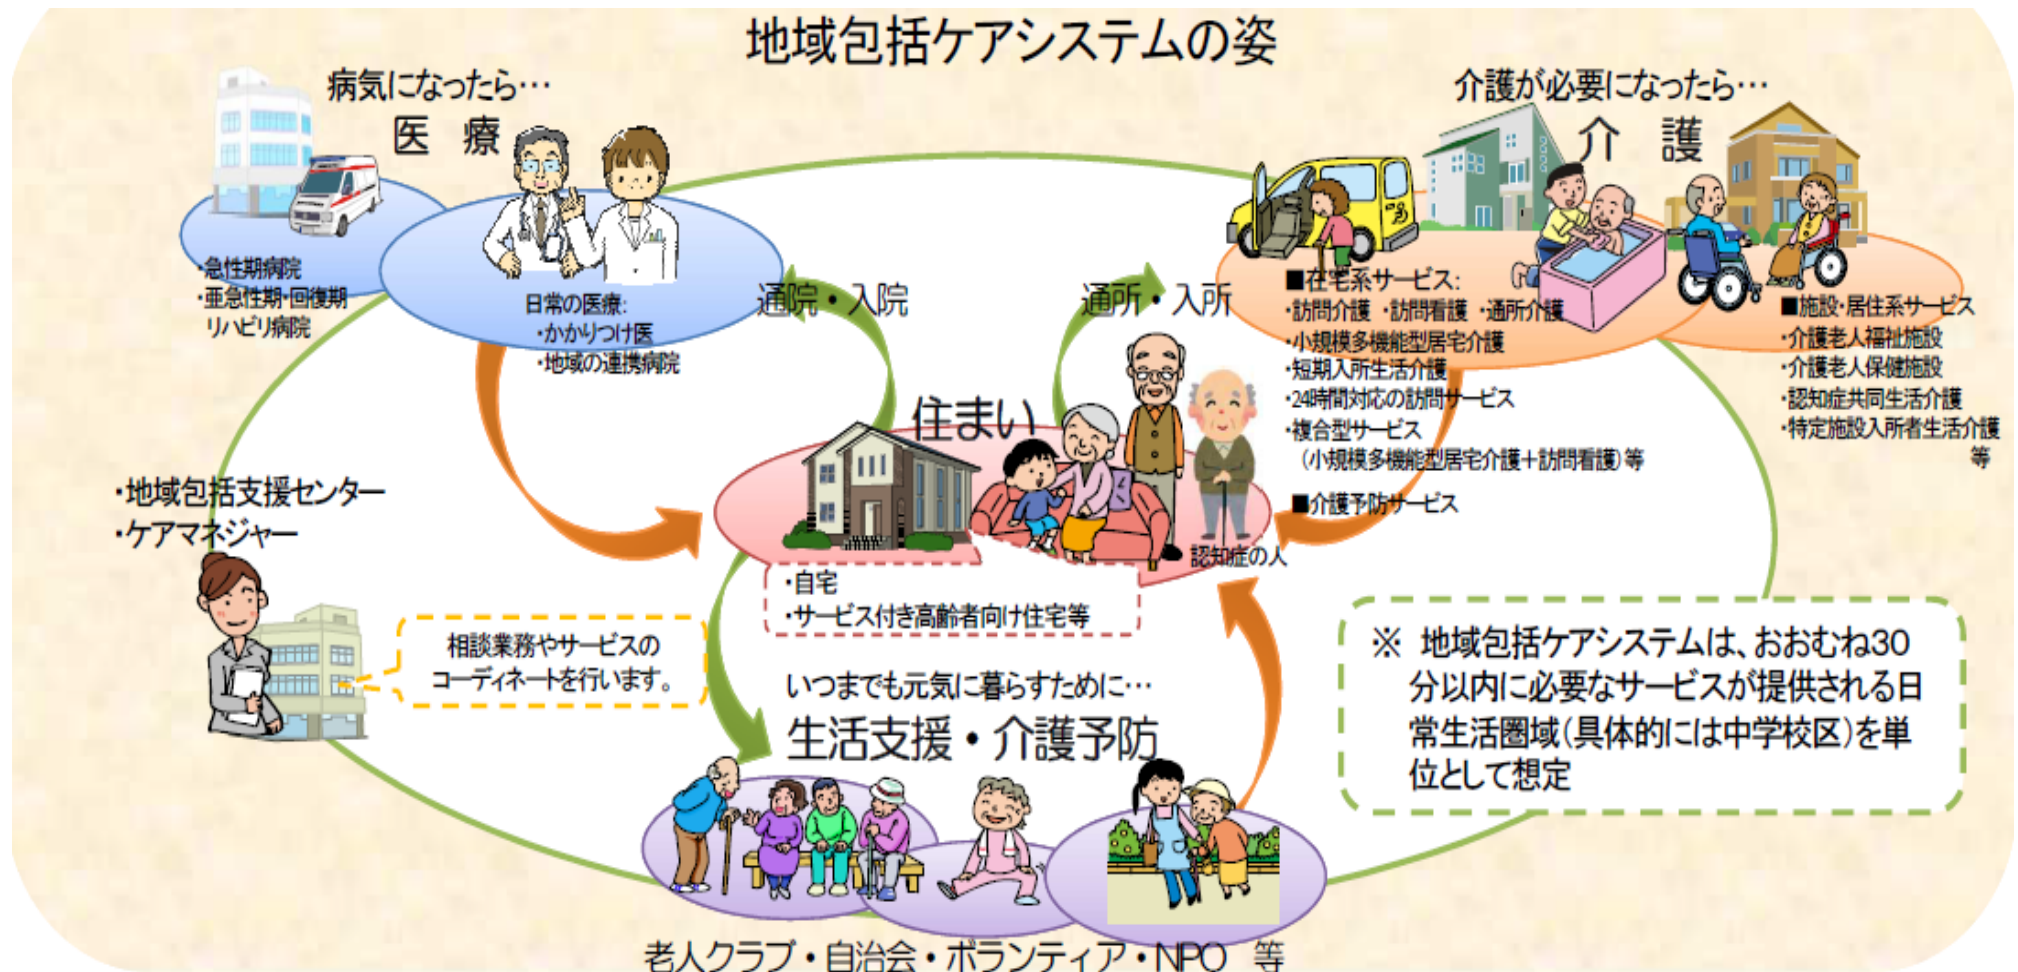 地域包括ケアシステムの姿
病気になったら…
医 療
・急性期病院
・亜急性期・回復期
リハビリ病院
日常の医療:
・かかりつけ医
・地域の連携病院
通院・入院
通所・入所
介護が必要になったら…
介 護
■在宅系サービス:
・訪問介護 ・訪問看護 ・通所介護
・小規模多機能型居宅介護
・短期入所生活介護
・24時間対応の訪問サービス
・複合型サービス
(小規模多機能型居宅介護+訪問看護)等
■介護予防サービス
■施設・居住系サービス
・介護老人福祉施設
・介護老人保健施設
・認知症共同生活介護
・特定施設入所者生活介護
等
住まい
認知症の人
・自宅
・サービス付き高齢者向け住宅等
・地域包括支援センター
・ケアマネジャー
相談業務やサービスの
コーディネートを行います。
いつまでも元気に暮らすために…
生活支援・介護予防
老人クラブ・自治会・ボランティア・NPO 等
※ 地域包括ケアシステムは、おおむね30
分以内に必要なサービスが提供される日
常生活圏域(具体的には中学校区)を単
位として想定